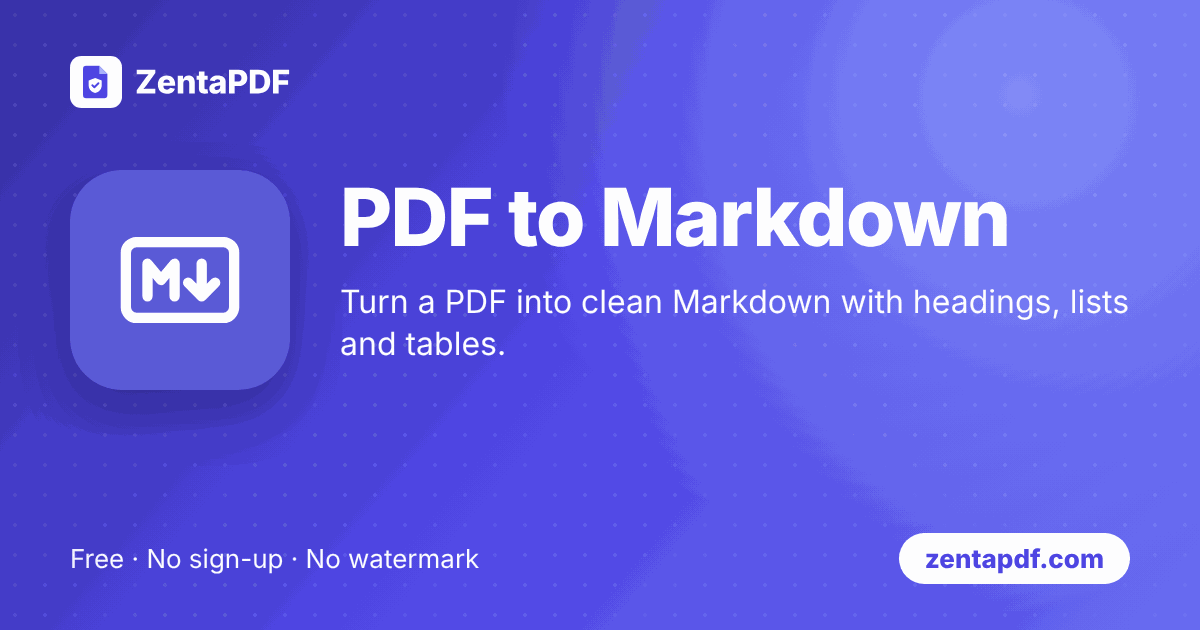 ZentaPDF
M
PDF to Markdown
Turn a PDF into clean Markdown with headings, lists
and tables.
Free · No sign-up · No watermark
zentapdf.com